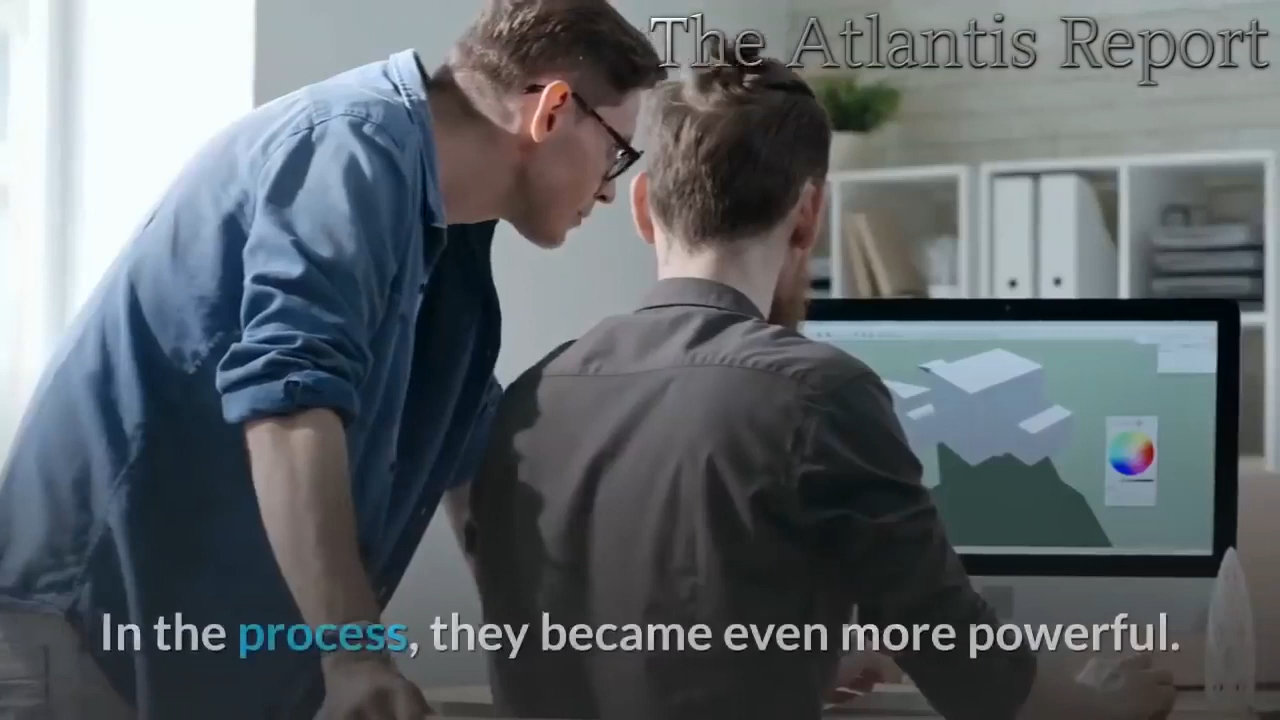 The Atlantis Report
In the process, they became even more powerful.